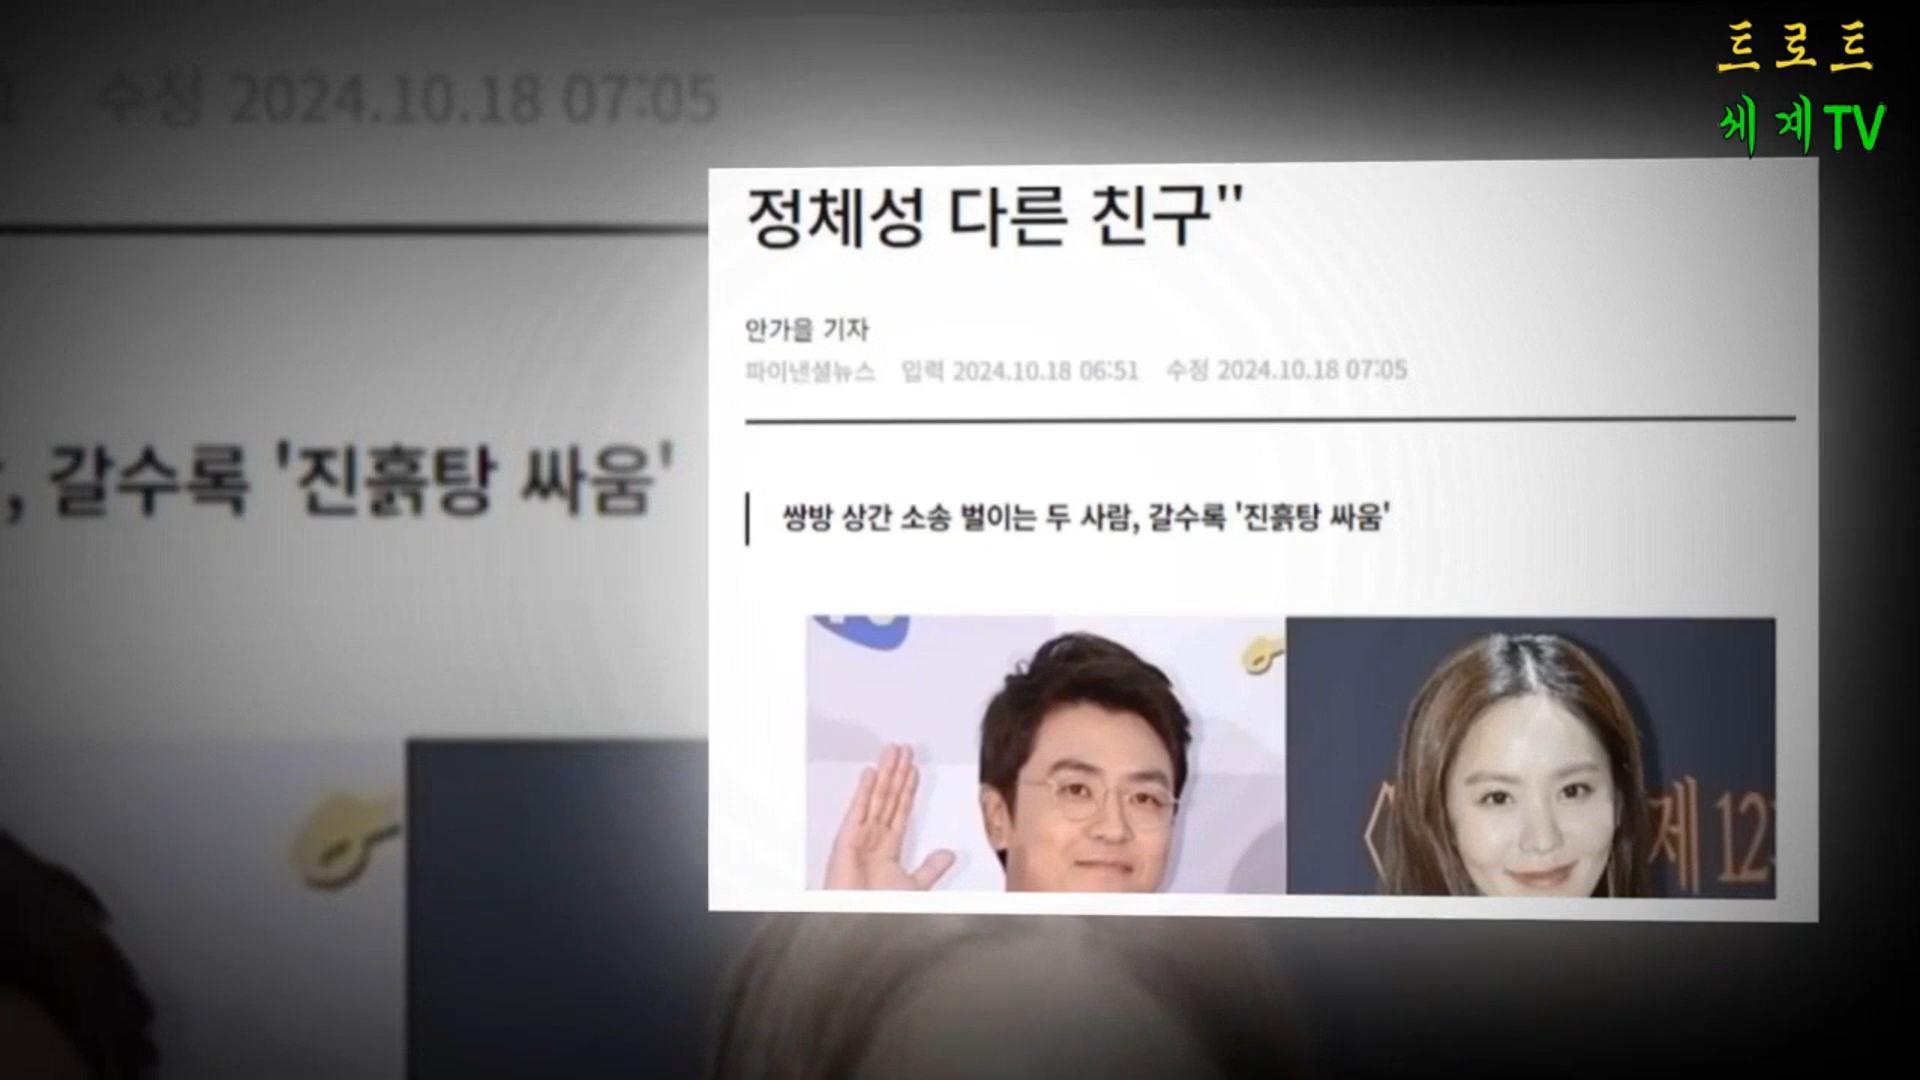 트로트
세계TV
수정 2024.10.18 07:05
갈수록 '진흙탕 싸움'
정체성 다른 친구"
안가을 기자
파이낸셜뉴스 입력 2024.10.18 06:51 수정 2024.10.18 07:05
쌍방 상간 소송 벌이는 두 사람, 갈수록 '진흙탕 싸움'
제 12